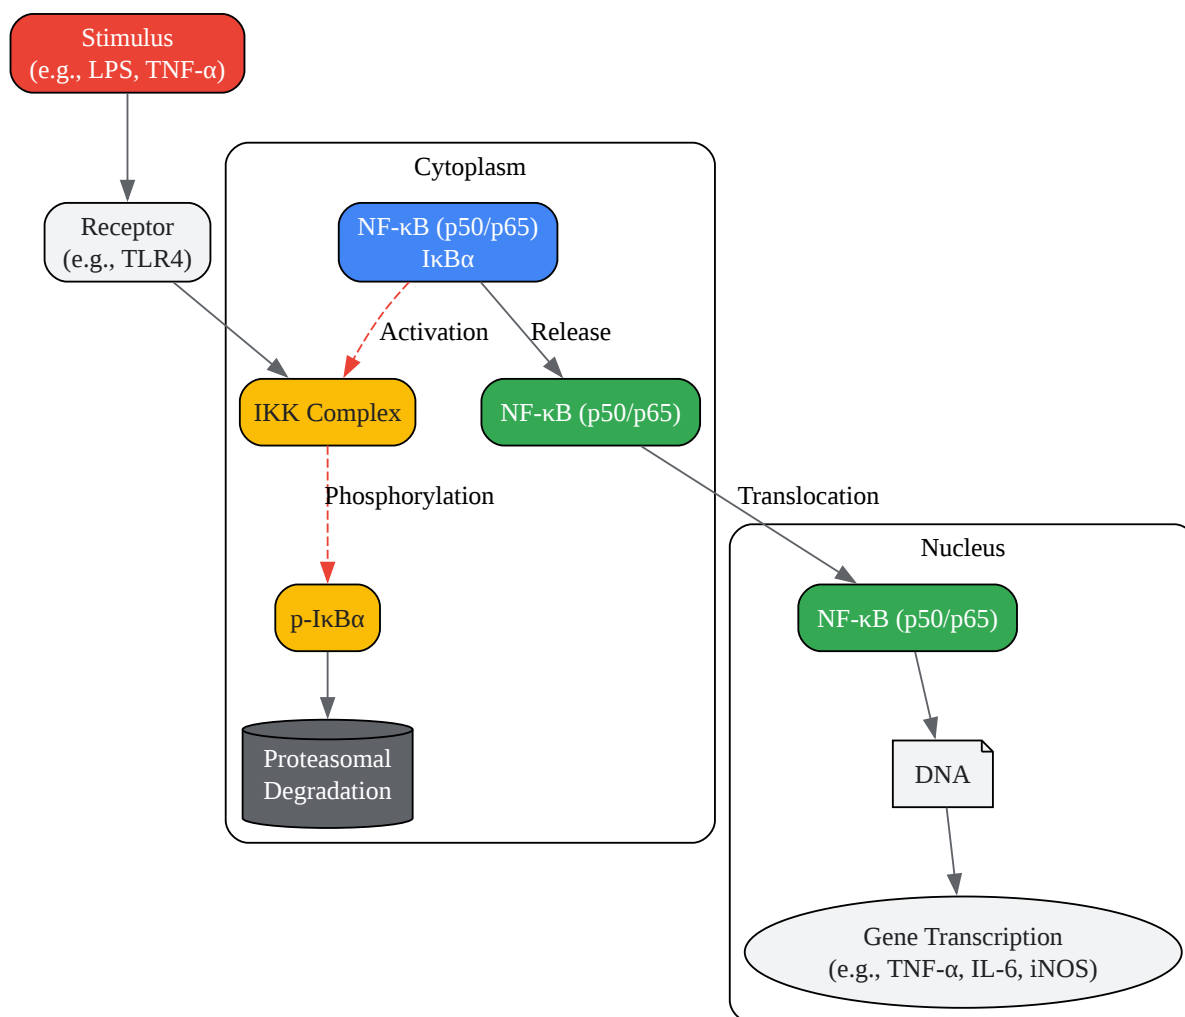 Stimulus
(e.g., LPS, TNF-α)
Cytoplasm
Receptor
(e.g., TLR4)
NF-κB (p50/p65)
IκBα
Activation
Release
IKK Complex
NF-κB (p50/p65)
Phosphorylation
Translocation
Nucleus
p-IκBα
NF-κB (p50/p65)
Proteasomal
Degradation
DNA
Gene Transcription
(e.g., TNF-α, IL-6, iNOS)